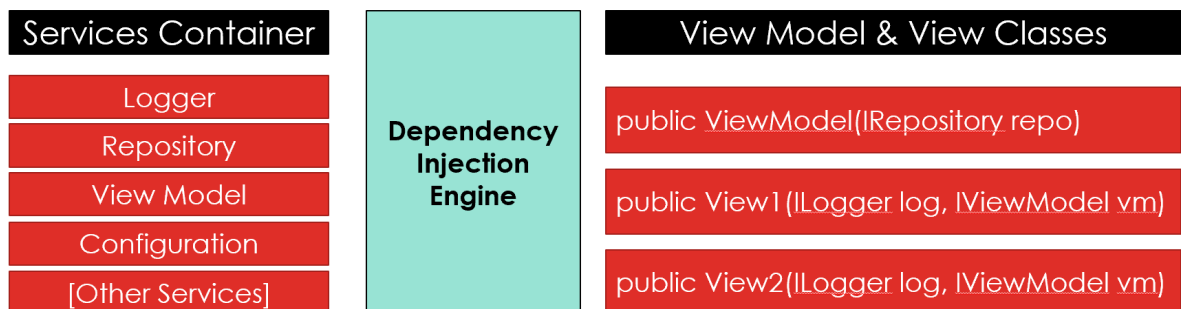 Services Container
Logger
Repository
View Model
Configuration
[Other Services]
Dependency
Injection
Engine
View Model & View Classes
public ViewModel(IRepository repo)
public View1(ILogger log, IViewModel vm)
public View2(ILogger log, IViewModel vm)